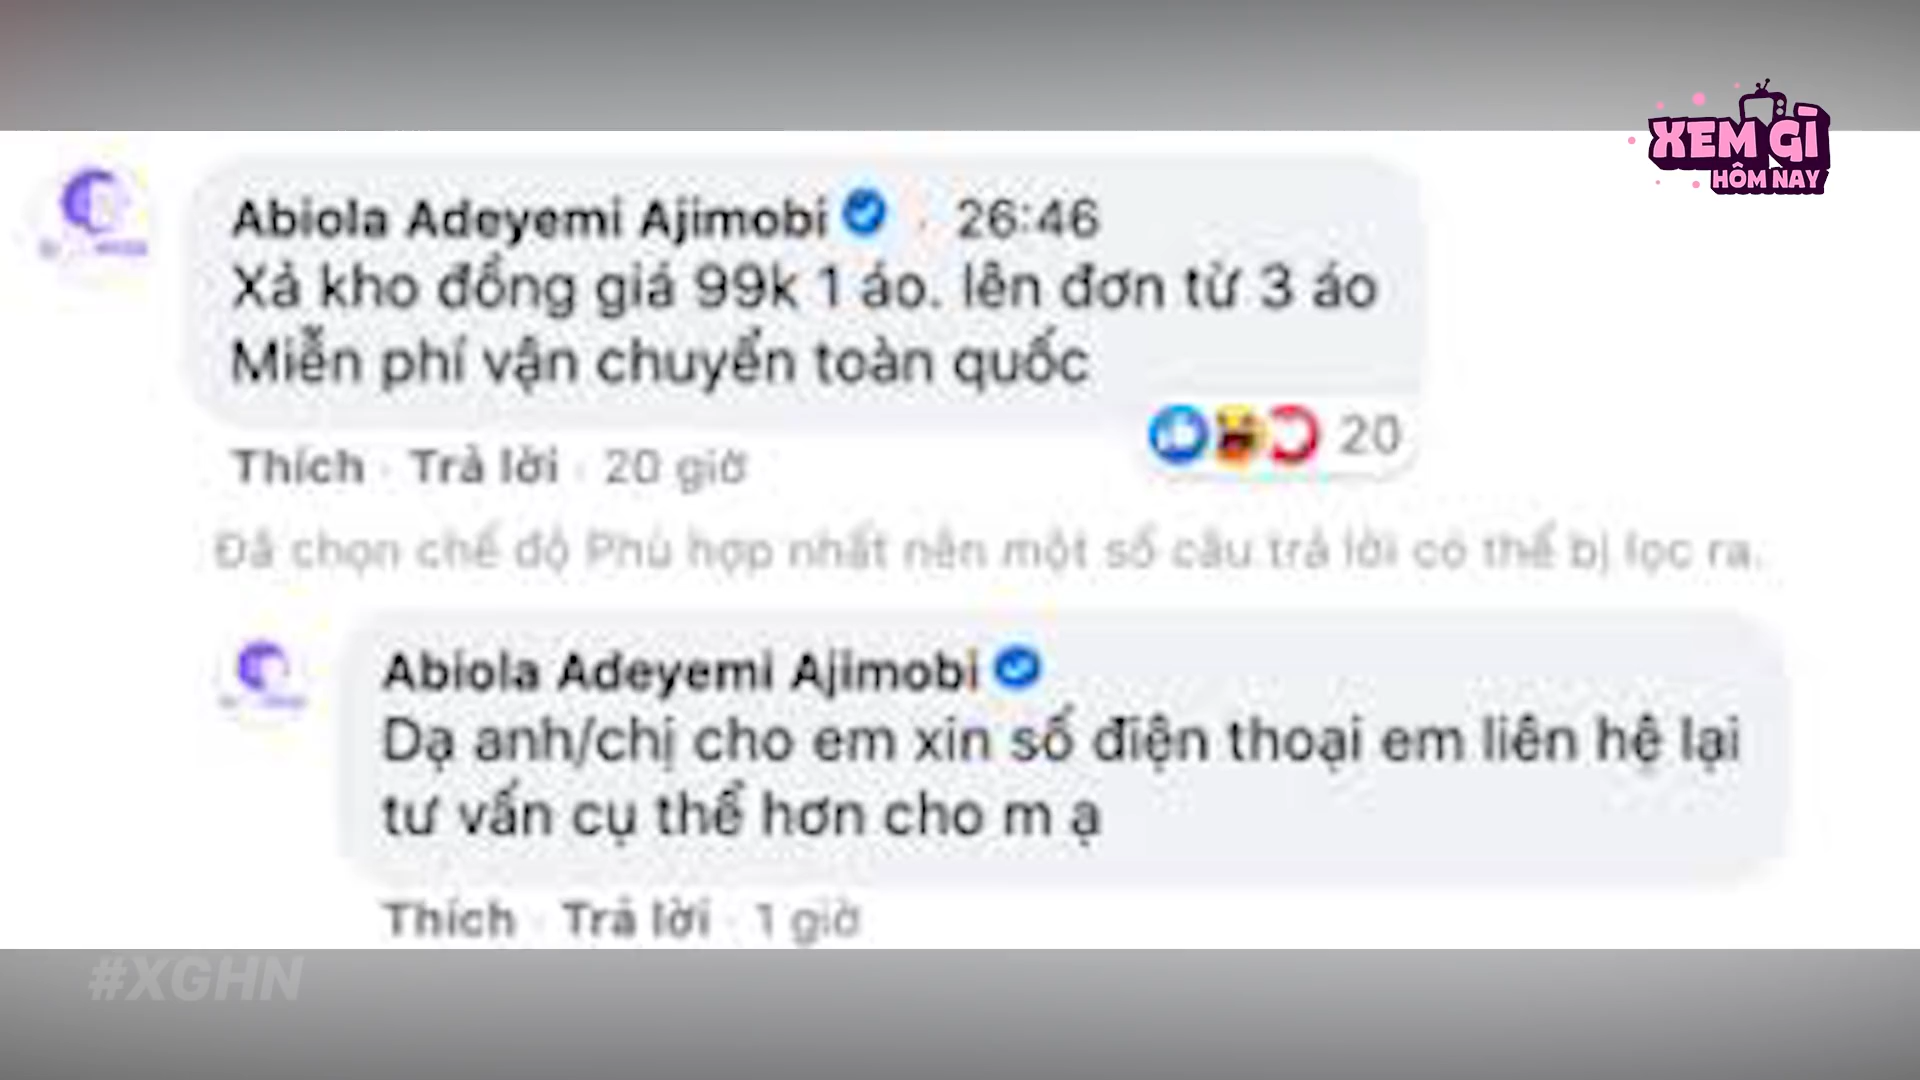 XEM GÌ
HÔM NAY
Abiola Adeyemi Ajimobi · 26:46
Xả kho đồng giá 99k 1 áo. lên đơn từ 3 áo
Miễn phí vận chuyển toàn quốc
20
Thích · Trả lời · 20 giờ
Đã chọn chế độ Phù hợp nhất nên một số câu trả lời có thể bị lọc ra.
Abiola Adeyemi Ajimobi
Dạ anh/chị cho em xin số điện thoại em liên hệ lại
tư vấn cụ thể hơn cho m ạ
Thích · Trả lời · 1 giờ
#XGHN